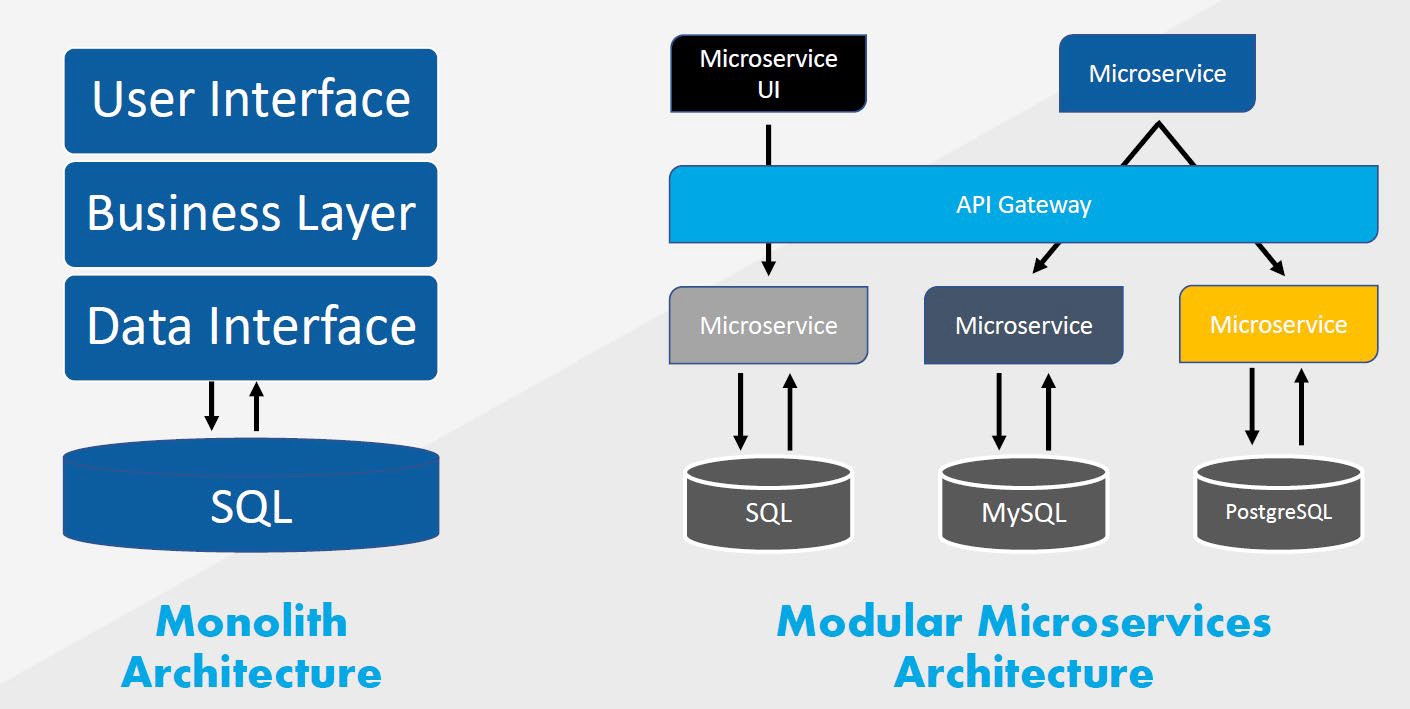 User Interface
Business Layer
Data Interface
SQL
Monolith
Architecture
Microservice
UI
Microservice
API Gateway
Microservice
Microservice
Microservice
SQL
MySQL
PostgreSQL
Modular Microservices
Architecture